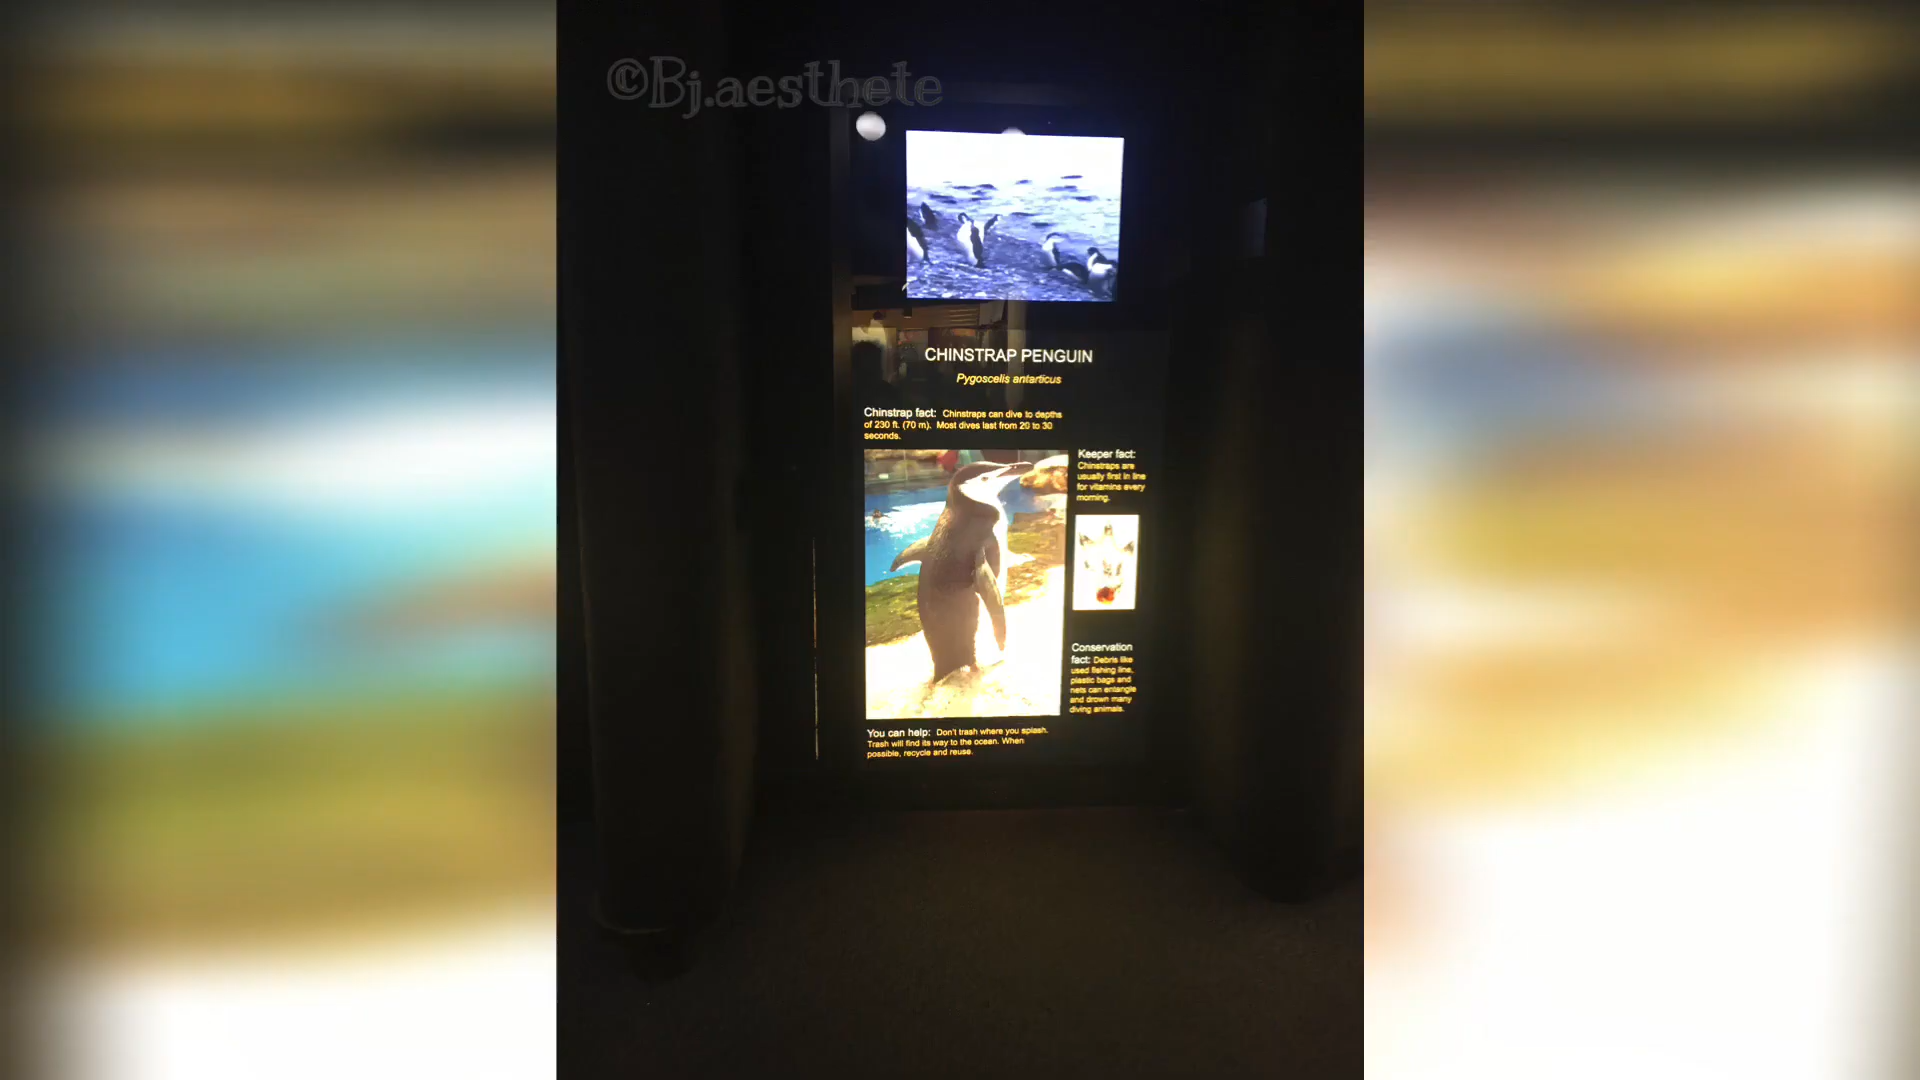 ©Bj.aesthete
CHINSTRAP PENGUIN
Pygoscelis antarticus
Chinstrap fact: Chinstraps can dive to depths
of 230 ft. (70 m). Most dives last from 20 to 30
seconds.
Keeper fact:
Chinstraps are
usually first in line
for vitamins every
morning.
Conservation
fact: Debris like
used fishing line,
plastic bags and
nets can entangle
and drown many
diving animals.
You can help: Don't trash where you splash.
Trash will find its way to the ocean. When
possible, recycle and reuse.